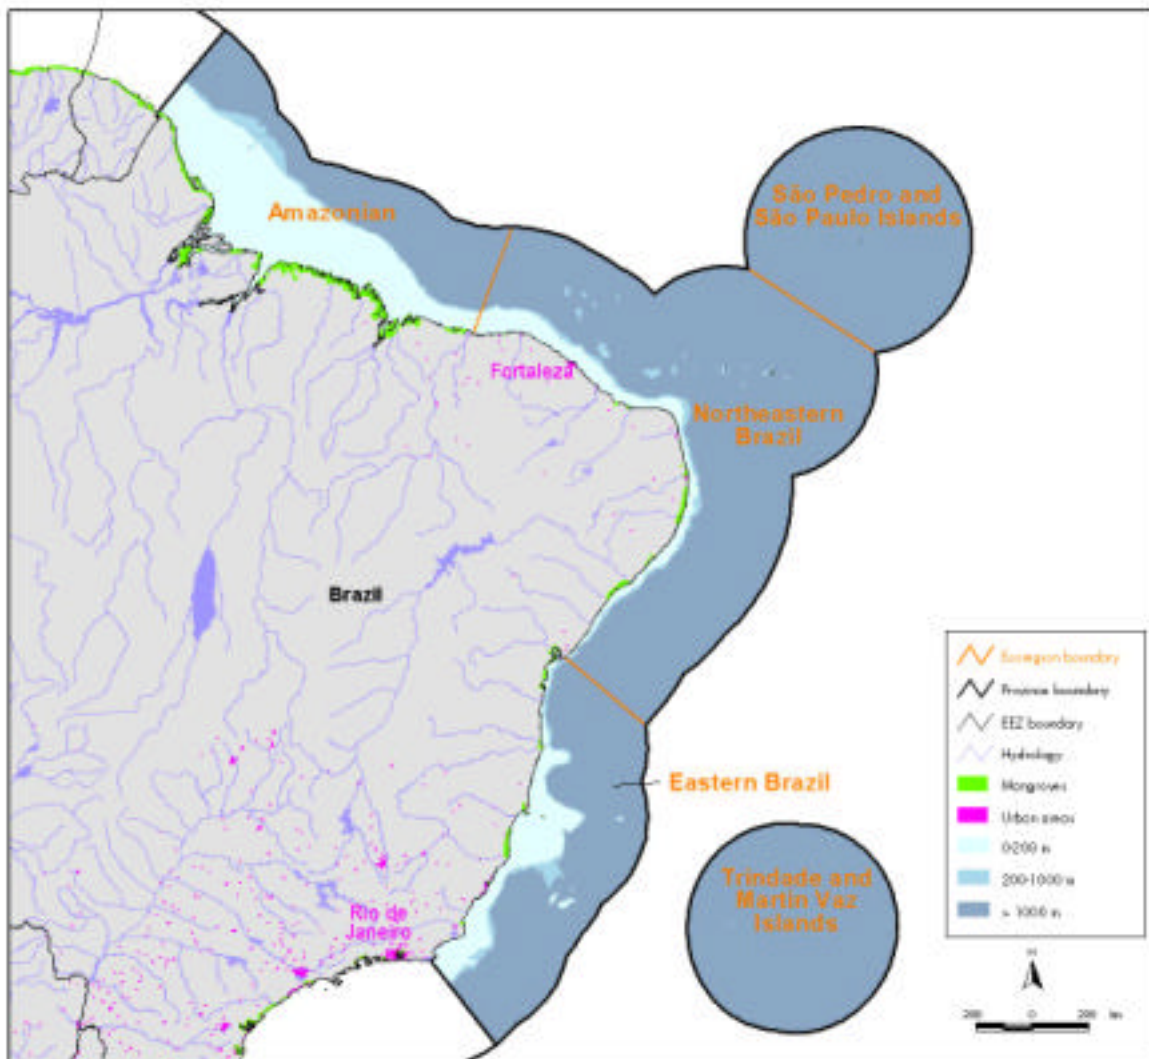 São Pedro and
São Paulo Islands
Amazonian
Fortaleza
Northeastern
Brazil
Brazil
Eastern Brazil
Trindade and
Martin Vaz
Islands
Rio de
Janeiro
Ecoregion boundary
Province boundary
EEZ boundary
Hydrology
Mangroves
Urban areas
0-200 m
200-1000 m
> 1000 m
N
200 0 200 km